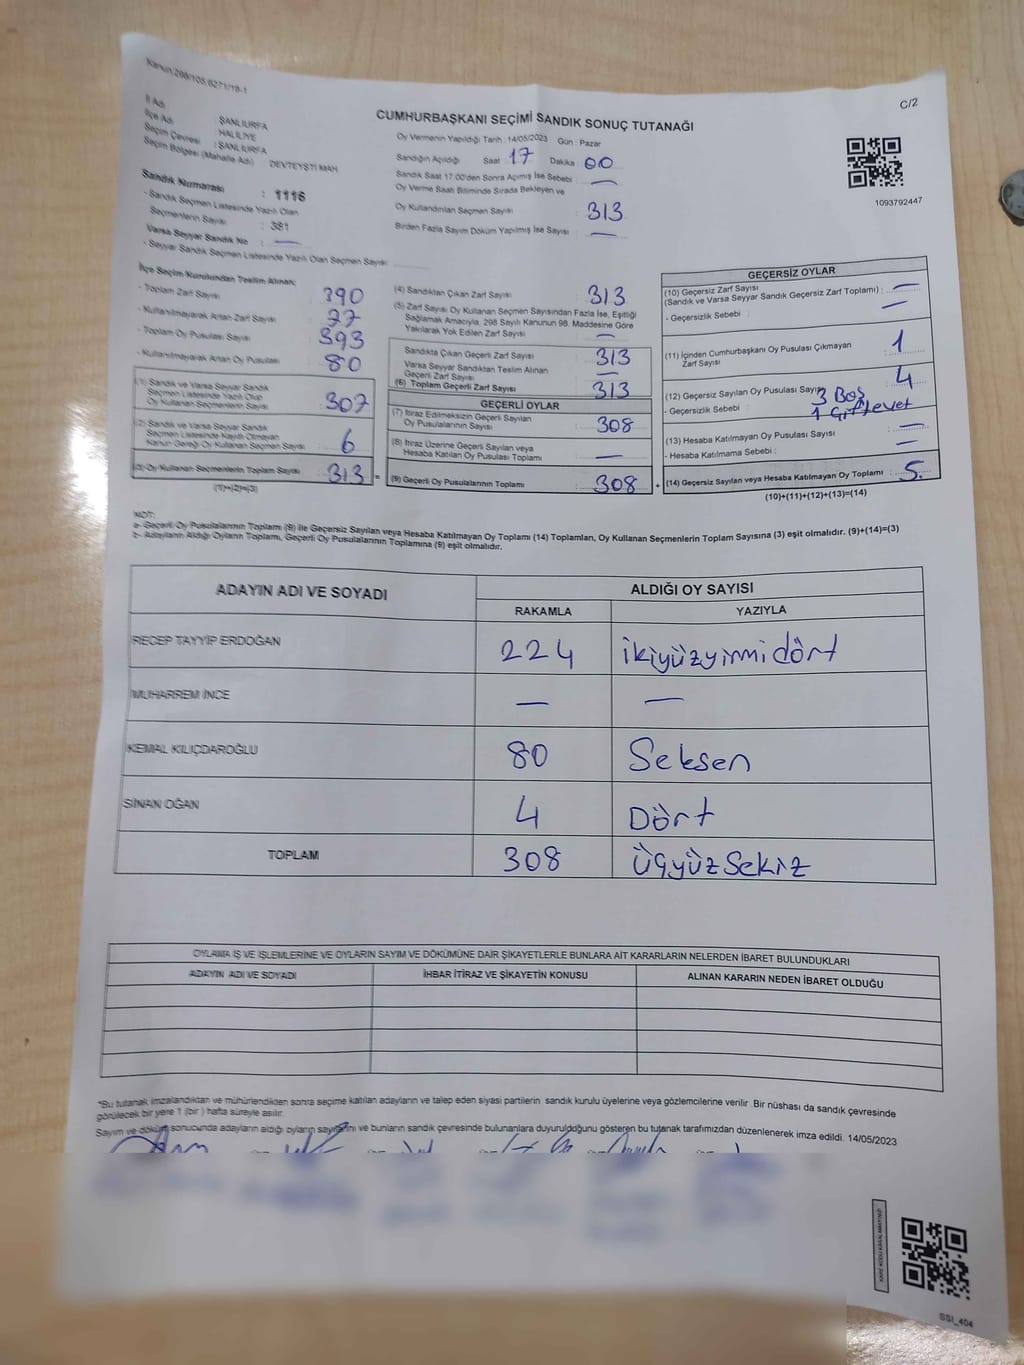 Kanun:298/105,6271/18-1
C/2
CUMHURBAŞKANI SEÇİMİ SANDIK SONUÇ TUTANAĞI
İl Adı : ŞANLIURFA
İlçe Adı : HALİLİYE
Seçim Çevresi : ŞANLIURFA
Seçim Bölgesi (Mahalle Adı) : DEVTEYŞTİ MAH
Sandık Numarası : 1116
- Sandık Seçmen Listesinde Yazılı Olan
Seçmenlerin Sayısı : 381
Varsa Seyyar Sandık No : —
- Seyyar Sandık Seçmen Listesinde Yazılı Olan Seçmen Sayısı:
Oy Vermenin Yapıldığı Tarih :14/05/2023 Gün : Pazar
Sandığın Açıldığı Saat 17 Dakika 00
Sandık Saat 17:00'den Sonra Açılmış İse Sebebi : —
Oy Verme Saati Bitiminde Sırada Bekleyen ve
Oy Kullandırılan Seçmen Sayısı : 313
Birden Fazla Sayım Döküm Yapılmış İse Sayısı : —
1093792447
İlçe Seçim Kurulundan Teslim Alınan;
- Toplam Zarf Sayısı : 390
- Kullanılmayarak Artan Zarf Sayısı : 77
- Toplam Oy Pusulası Sayısı : 393
- Kullanılmayarak Artan Oy Pusulası : 80
(1) Sandık ve Varsa Seyyar Sandık
Seçmen Listesinde Yazılı Olup
Oy Kullanan Seçmenlerin Sayısı : 307
(2) Sandık ve Varsa Seyyar Sandık
Seçmen Listesinde Kayıtlı Olmayan
Kanun Gereği Oy Kullanan Seçmen Sayısı : 6
(3) Oy Kullanan Seçmenlerin Toplam Sayısı : 313
(1)+(2)=(3)
(4) Sandıktan Çıkan Zarf Sayısı : 313
(5) Zarf Sayısı Oy Kullanan Seçmen Sayısından Fazla İse, Eşitliği
Sağlamak Amacıyla, 298 Sayılı Kanunun 98. Maddesine Göre
Yakılarak Yok Edilen Zarf Sayısı : —
Sandıkta Çıkan Geçerli Zarf Sayısı : 313
Varsa Seyyar Sandıktan Teslim Alınan
Geçerli Zarf Sayısı : —
(6) Toplam Geçerli Zarf Sayısı : 313
GEÇERLİ OYLAR
(7) İtiraz Edilmeksizin Geçerli Sayılan
Oy Pusulalarının Sayısı : 308
(8) İtiraz Üzerine Geçerli Sayılan veya
Hesaba Katılan Oy Pusulası Toplamı : —
= (9) Geçerli Oy Pusulalarının Toplamı : 308 +
GEÇERSİZ OYLAR
(10) Geçersiz Zarf Sayısı
(Sandık ve Varsa Seyyar Sandık Geçersiz Zarf Toplamı) : —
- Geçersizlik Sebebi : —
(11) İçinden Cumhurbaşkanı Oy Pusulası Çıkmayan
Zarf Sayısı : 1
(12) Geçersiz Sayılan Oy Pusulası Sayısı : 4
- Geçersizlik Sebebi : 3 Boş
1 Çift evet
(13) Hesaba Katılmayan Oy Pusulası Sayısı : —
- Hesaba Katılmama Sebebi : —
(14) Geçersiz Sayılan veya Hesaba Katılmayan Oy Toplamı : 5
(10)+(11)+(12)+(13)=(14)
NOT:
a- Geçerli Oy Pusulalarının Toplamı (9) ile Geçersiz Sayılan veya Hesaba Katılmayan Oy Toplamı (14) Toplamları, Oy Kullanan Seçmenlerin Toplam Sayısına (3) eşit olmalıdır. (9)+(14)=(3)
b- Adayların Aldığı Oyların Toplamı, Geçerli Oy Pusulalarının Toplamına (9) eşit olmalıdır.
ADAYIN ADI VE SOYADI ALDIĞI OY SAYISI
RAKAMLA YAZIYLA
RECEP TAYYİP ERDOĞAN 224 ikiyüzyirmidört
MUHARREM İNCE — —
KEMAL KILIÇDAROĞLU 80 Seksen
SİNAN OĞAN 4 Dört
TOPLAM 308 ÜçyüzSekiz
OYLAMA İŞ VE İŞLEMLERİNE VE OYLARIN SAYIM VE DÖKÜMÜNE DAİR ŞİKAYETLERLE BUNLARA AİT KARARLARIN NELERDEN İBARET BULUNDUKLARI
ADAYIN ADI VE SOYADI İHBAR İTİRAZ VE ŞİKAYETİN KONUSU ALINAN KARARIN NEDEN İBARET OLDUĞU
*Bu tutanak imzalandıktan ve mühürlendikten sonra seçime katılan adayların ve talep eden siyasi partilerin sandık kurulu üyelerine veya gözlemcilerine verilir. Bir nüshası da sandık çevresinde
görülecek bir yere 1 (bir) hafta süreyle asılır.
Sayım ve döküm sonucunda adayların aldığı oyların sayılarını ve bunların sandık çevresinde bulunanlara duyurulduğunu gösteren bu tutanak tarafımızdan düzenlenerek imza edildi. 14/05/2023
KARE KODU KARALAMAYINIZ!
SSI_404